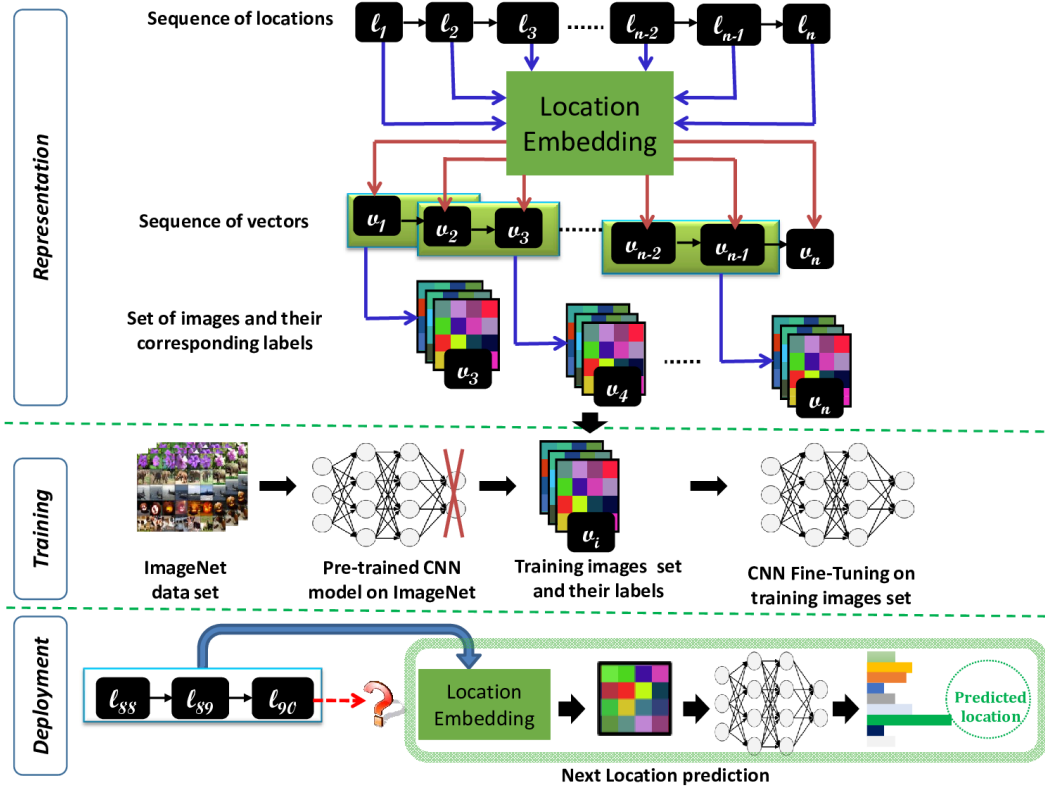 Representation
Sequence of locations
ℓ1 ℓ2 ℓ3 ...... ℓn-2 ℓn-1 ℓn
Location
Embedding
Sequence of vectors
v1 v2 v3 ...... vn-2 vn-1 vn
Set of images and their
corresponding labels
v3 v4 ...... vn
Training
vi
ImageNet
data set
Pre-trained CNN
model on ImageNet
Training images set
and their labels
CNN Fine-Tuning on
training images set
Deployment
ℓ88 ℓ89 ℓ90 ?
Location
Embedding
Predicted
location
Next Location prediction